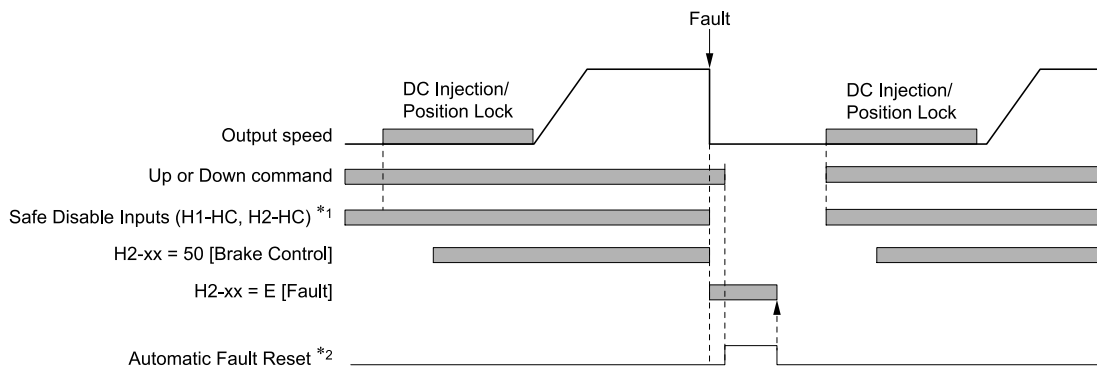 Fault
DC Injection/
Position Lock
DC Injection/
Position Lock
Output speed
Up or Down command
Safe Disable Inputs (H1-HC, H2-HC) *1
H2-xx = 50 [Brake Control]
H2-xx = E [Fault]
Automatic Fault Reset *2